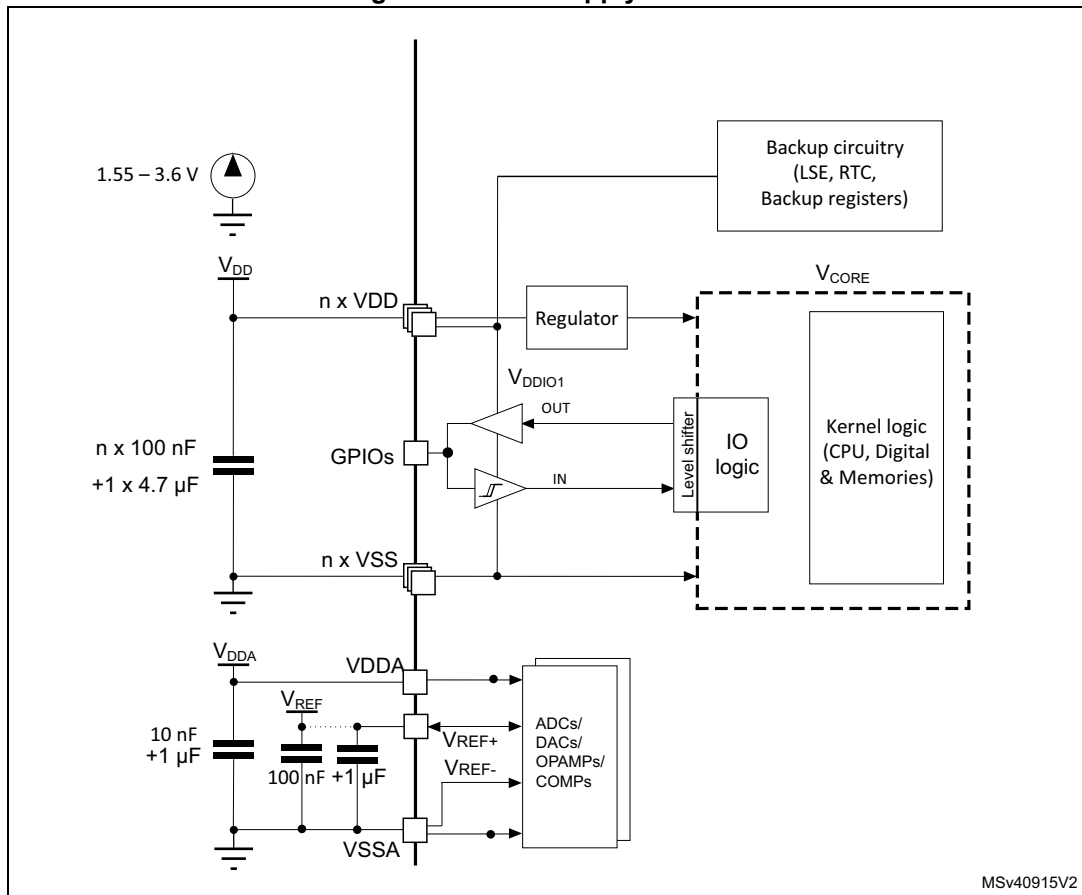 Backup circuitry
(LSE, RTC,
Backup registers)
1.55 – 3.6 V
VDD
VCORE
n x VDD
Regulator
VDDIO1
OUT
n x 100 nF
+1 x 4.7 µF
GPIOs
IN
Level shifter
IO
logic
Kernel logic
(CPU, Digital
& Memories)
n x VSS
VDDA
VDDA
VREF
10 nF
+1 µF
100 nF
+1 µF
VREF+
VREF-
ADCs/
DACs/
OPAMPs/
COMPs
VSSA
MSv40915V2